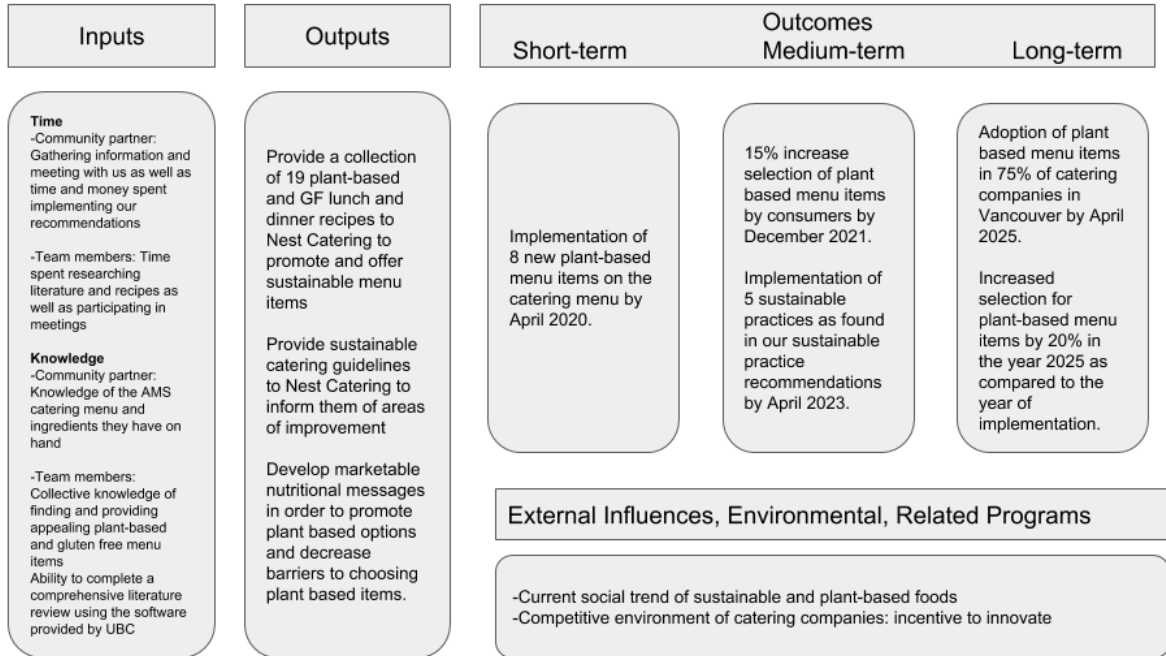 Inputs
Outputs
Outcomes
Short-term
Medium-term
Long-term
Time
-Community partner:
Gathering information and
meeting with us as well as
time and money spent
implementing our
recommendations
-Team members: Time
spent researching
literature and recipes as
well as participating in
meetings
Knowledge
-Community partner:
Knowledge of the AMS
catering menu and
ingredients they have on
hand
-Team members:
Collective knowledge of
finding and providing
appealing plant-based
and gluten free menu
items
Ability to complete a
comprehensive literature
review using the software
provided by UBC
Provide a collection
of 19 plant-based
and GF lunch and
dinner recipes to
Nest Catering to
promote and offer
sustainable menu
items
Provide sustainable
catering guidelines
to Nest Catering to
inform them of areas
of improvement
Develop marketable
nutritional messages
in order to promote
plant based options
and decrease
barriers to choosing
plant based items.
Implementation of
8 new plant-based
menu items on the
catering menu by
April 2020.
15% increase
selection of plant
based menu items
by consumers by
December 2021.
Implementation of
5 sustainable
practices as found
in our sustainable
practice
recommendations
by April 2023.
Adoption of plant
based menu items
in 75% of catering
companies in
Vancouver by April
2025.
Increased
selection for
plant-based menu
items by 20% in
the year 2025 as
compared to the
year of
implementation.
External Influences, Environmental, Related Programs
-Current social trend of sustainable and plant-based foods
-Competitive environment of catering companies: incentive to innovate